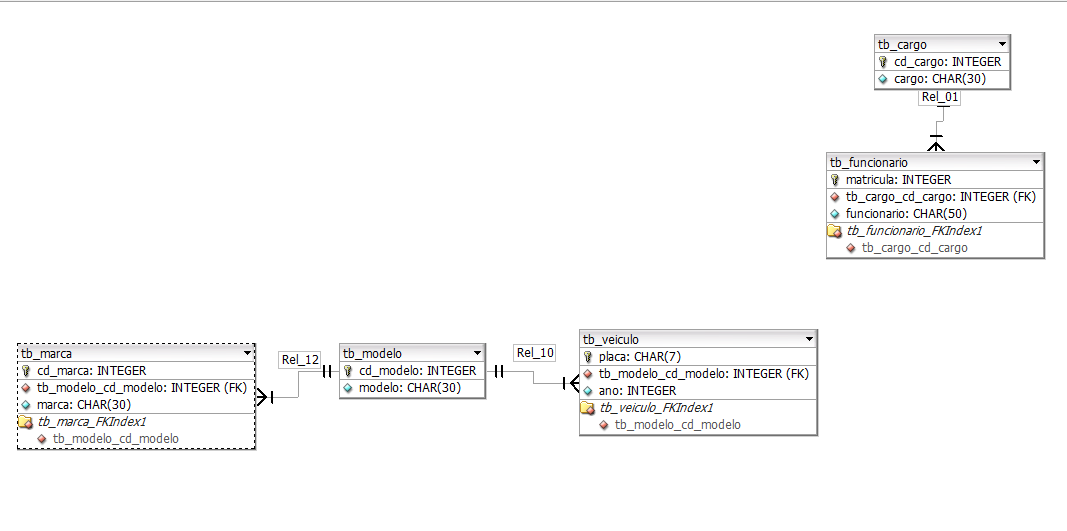 tb_cargo
cd_cargo: INTEGER
cargo: CHAR(30)
Rel_01
tb_funcionario
matricula: INTEGER
tb_cargo_cd_cargo: INTEGER (FK)
funcionario: CHAR(50)
tb_funcionario_FKIndex1
tb_cargo_cd_cargo
tb_marca
cd_marca: INTEGER
tb_modelo_cd_modelo: INTEGER (FK)
marca: CHAR(30)
tb_marca_FKIndex1
tb_modelo_cd_modelo
Rel_12
tb_modelo
cd_modelo: INTEGER
modelo: CHAR(30)
Rel_10
tb_veiculo
placa: CHAR(7)
tb_modelo_cd_modelo: INTEGER (FK)
ano: INTEGER
tb_veiculo_FKIndex1
tb_modelo_cd_modelo